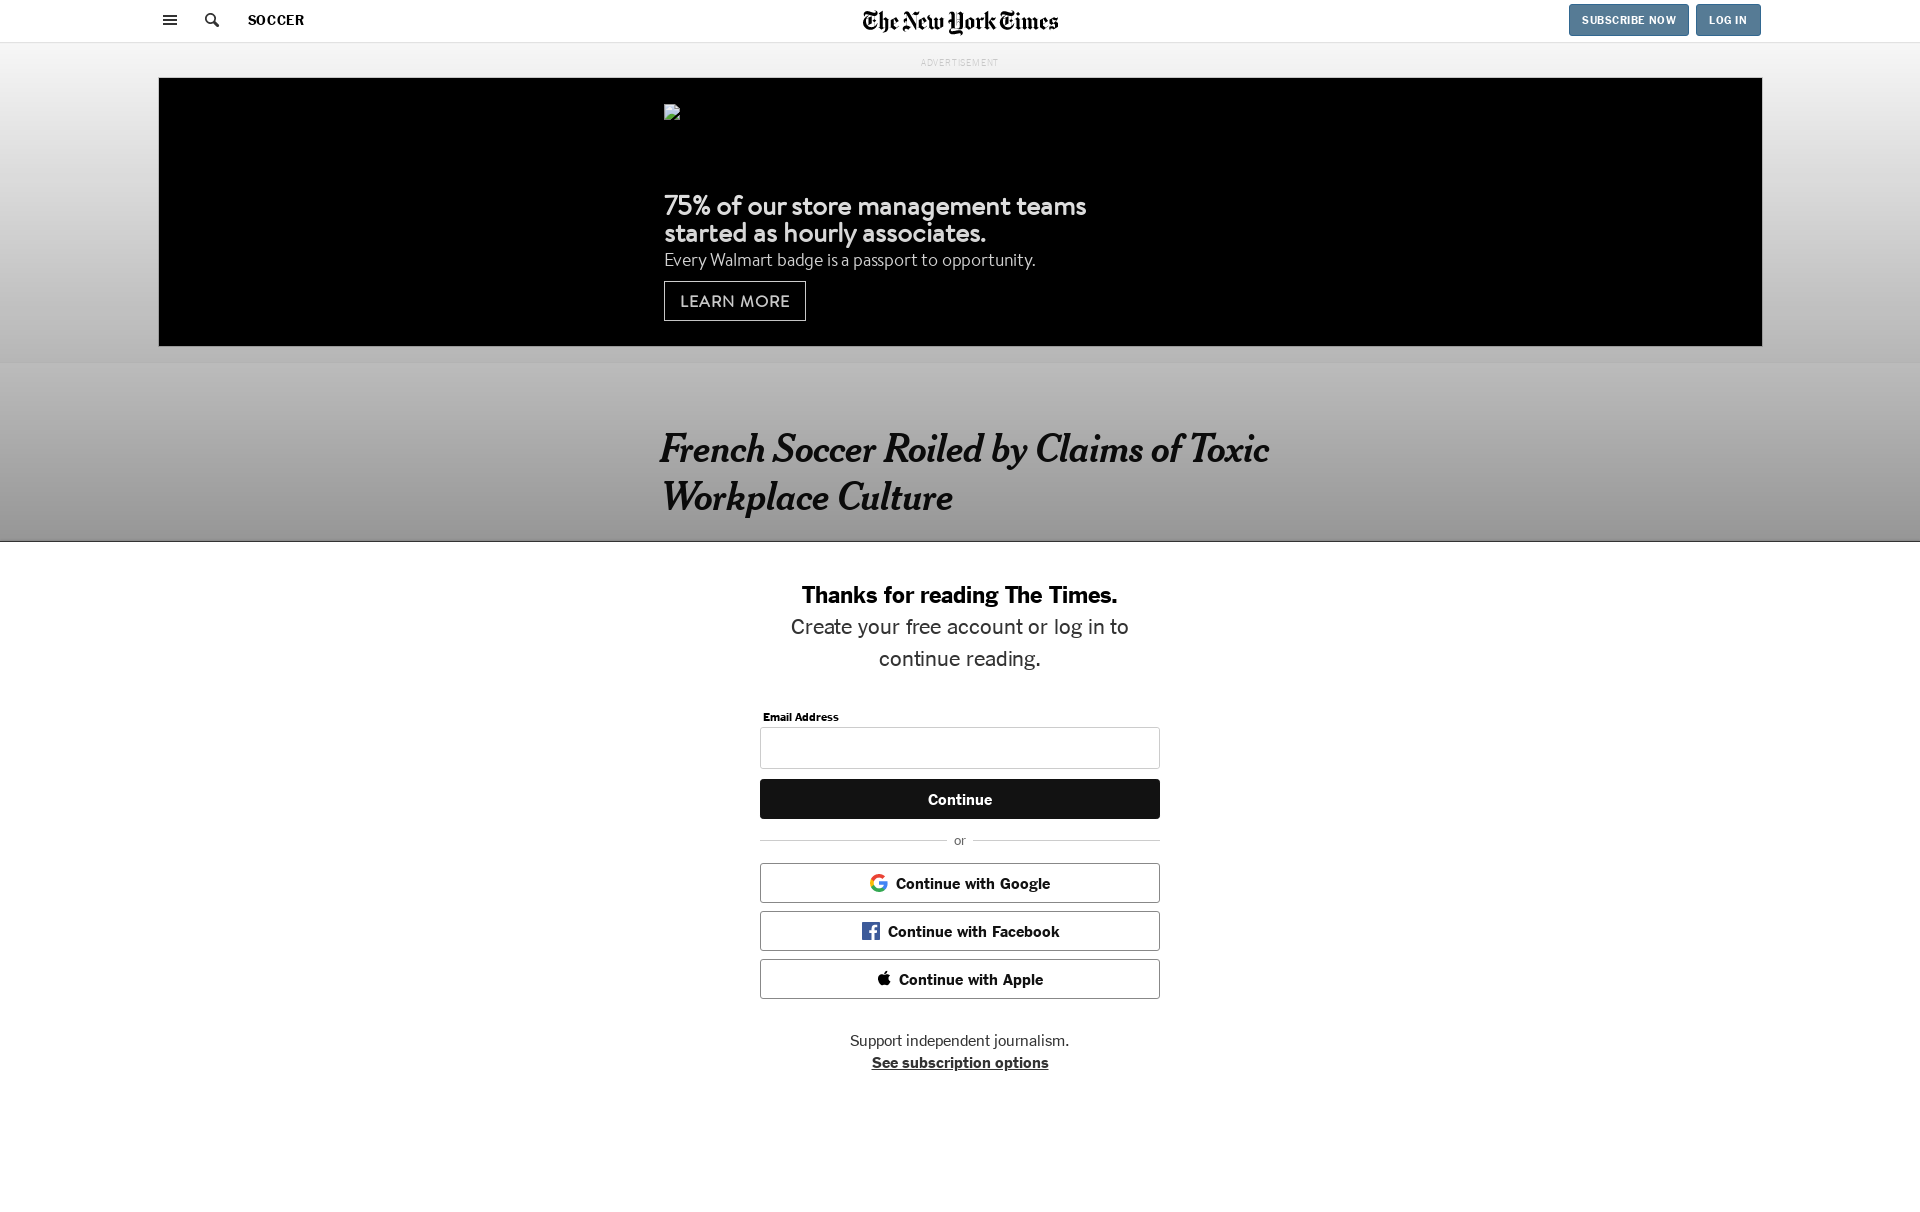 SOCCER
The New York Times
SUBSCRIBE NOW
LOG IN
ADVERTISEMENT
75% of our store management teams
started as hourly associates.
Every Walmart badge is a passport to opportunity.
LEARN MORE
French Soccer Roiled by Claims of Toxic
Workplace Culture
Thanks for reading The Times.
Create your free account or log in to
continue reading.
Email Address
Continue
or
Continue with Google
Continue with Facebook
Continue with Apple
Support independent journalism.
See subscription options